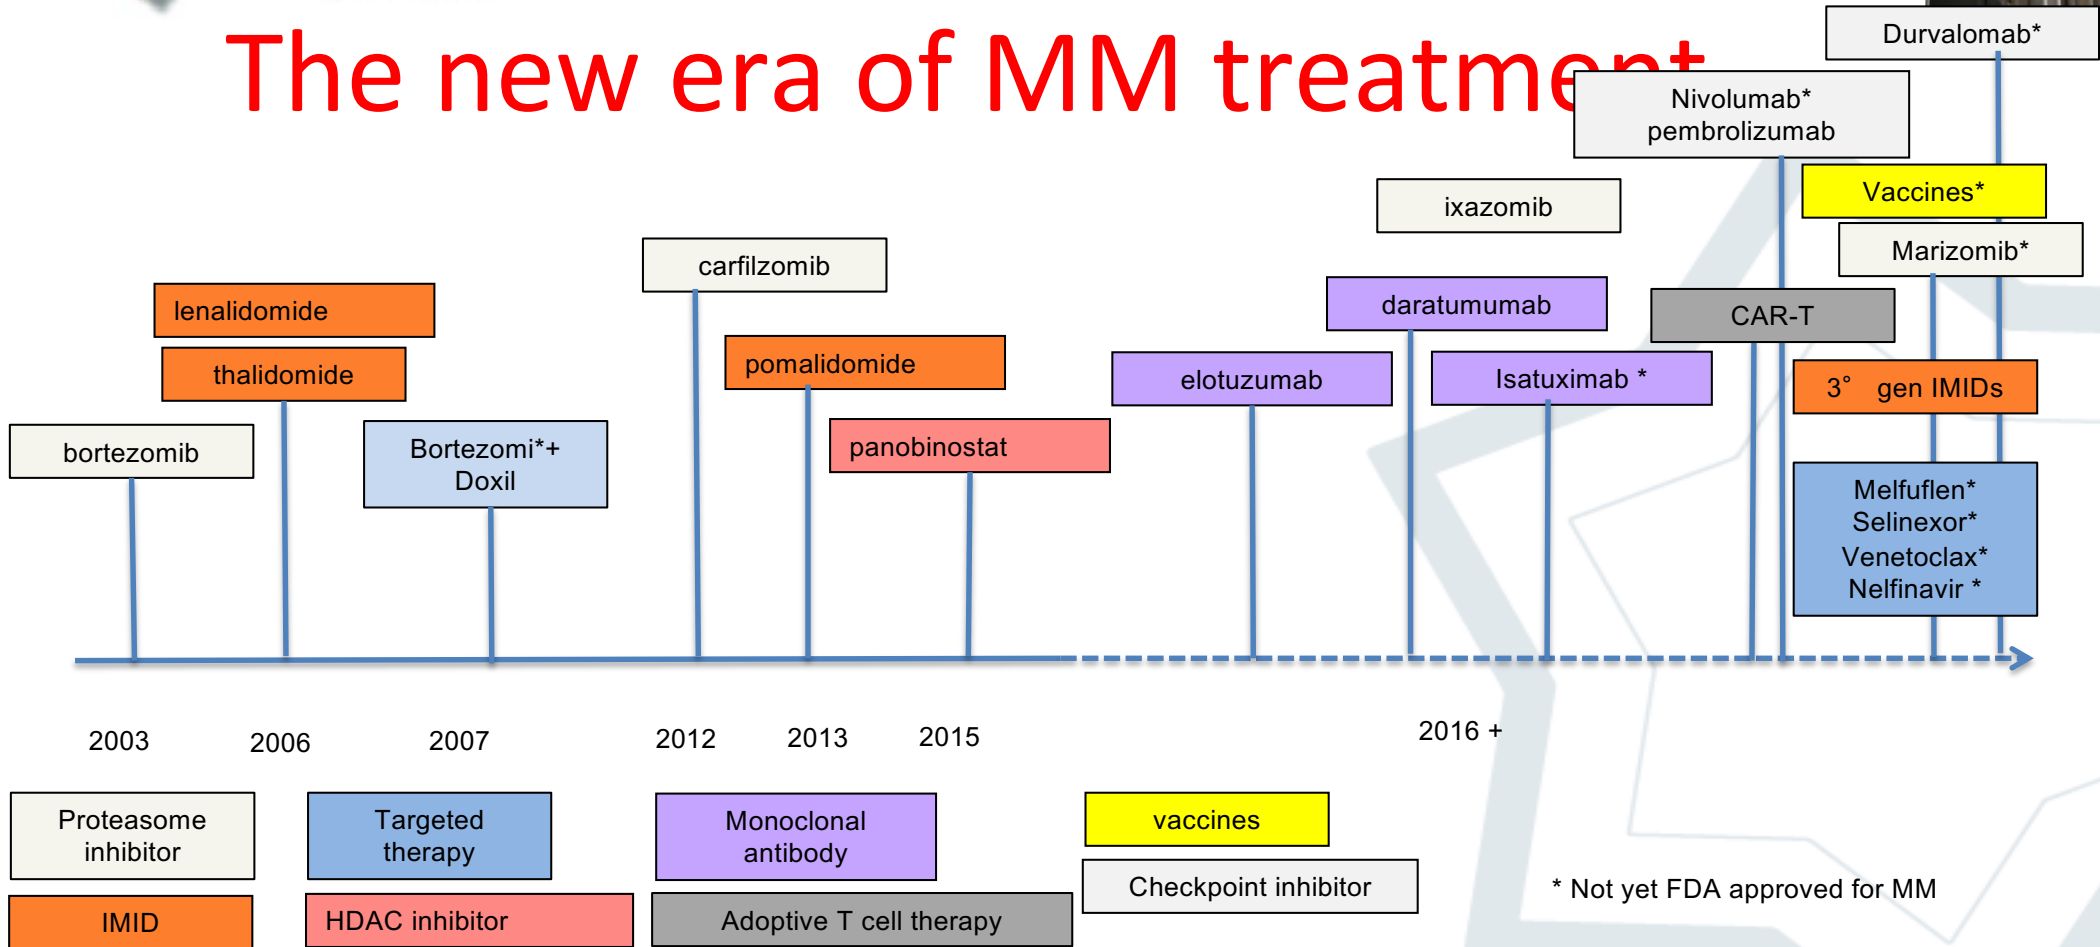 The new era of MM treatment
Durvalomab*
Nivolumab*
pembrolizumab
Vaccines*
ixazomib
Marizomib*
carfilzomib
lenalidomide
daratumumab
CAR-T
thalidomide
pomalidomide
elotuzumab
Isatuximab *
3° gen IMIDs
bortezomib
Bortezomi*+
Doxil
panobinostat
Melfuflen*
Selinexor*
Venetoclax*
Nelfinavir *
2003
2006
2007
2012
2013
2015
2016 +
Proteasome
inhibitor
Targeted
therapy
Monoclonal
antibody
vaccines
Checkpoint inhibitor
* Not yet FDA approved for MM
IMID
HDAC inhibitor
Adoptive T cell therapy